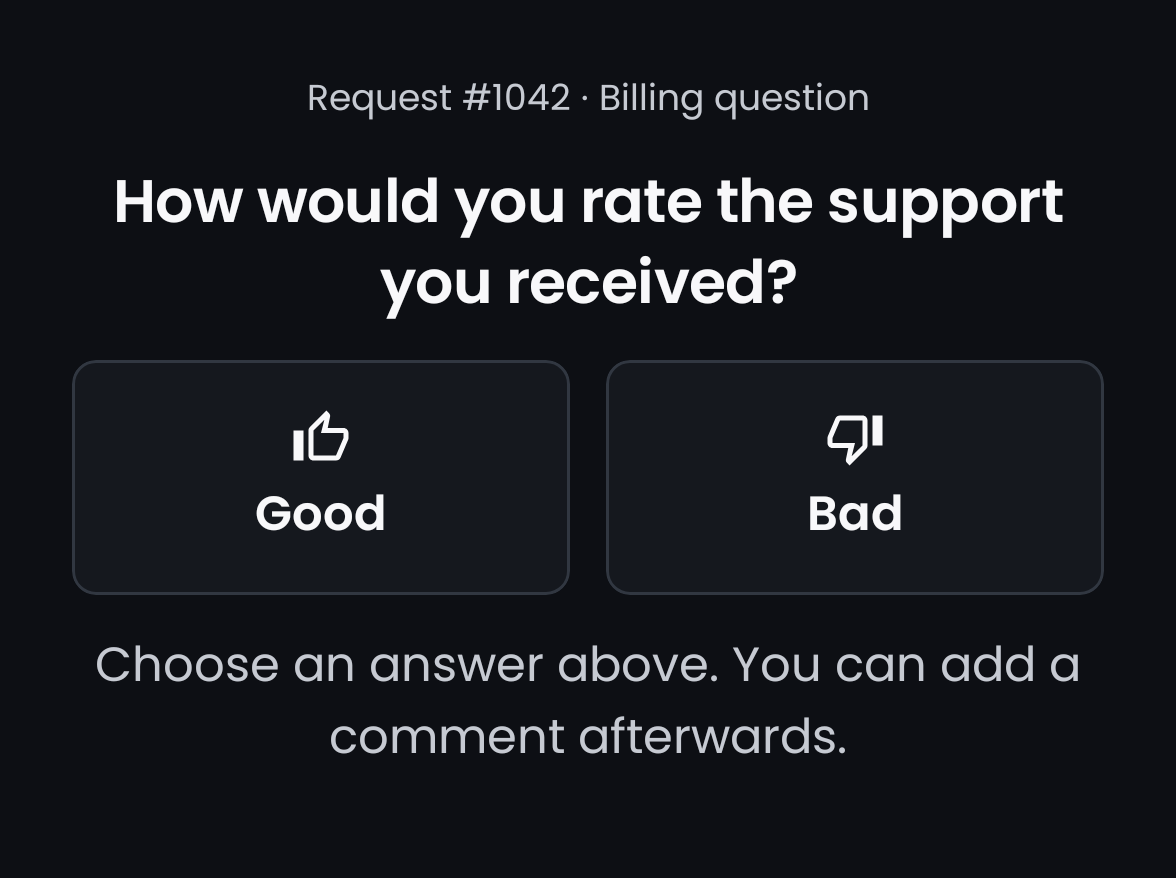 Request #1042 · Billing question
How would you rate the support
you received?
Good
Bad
Choose an answer above. You can add a
comment afterwards.